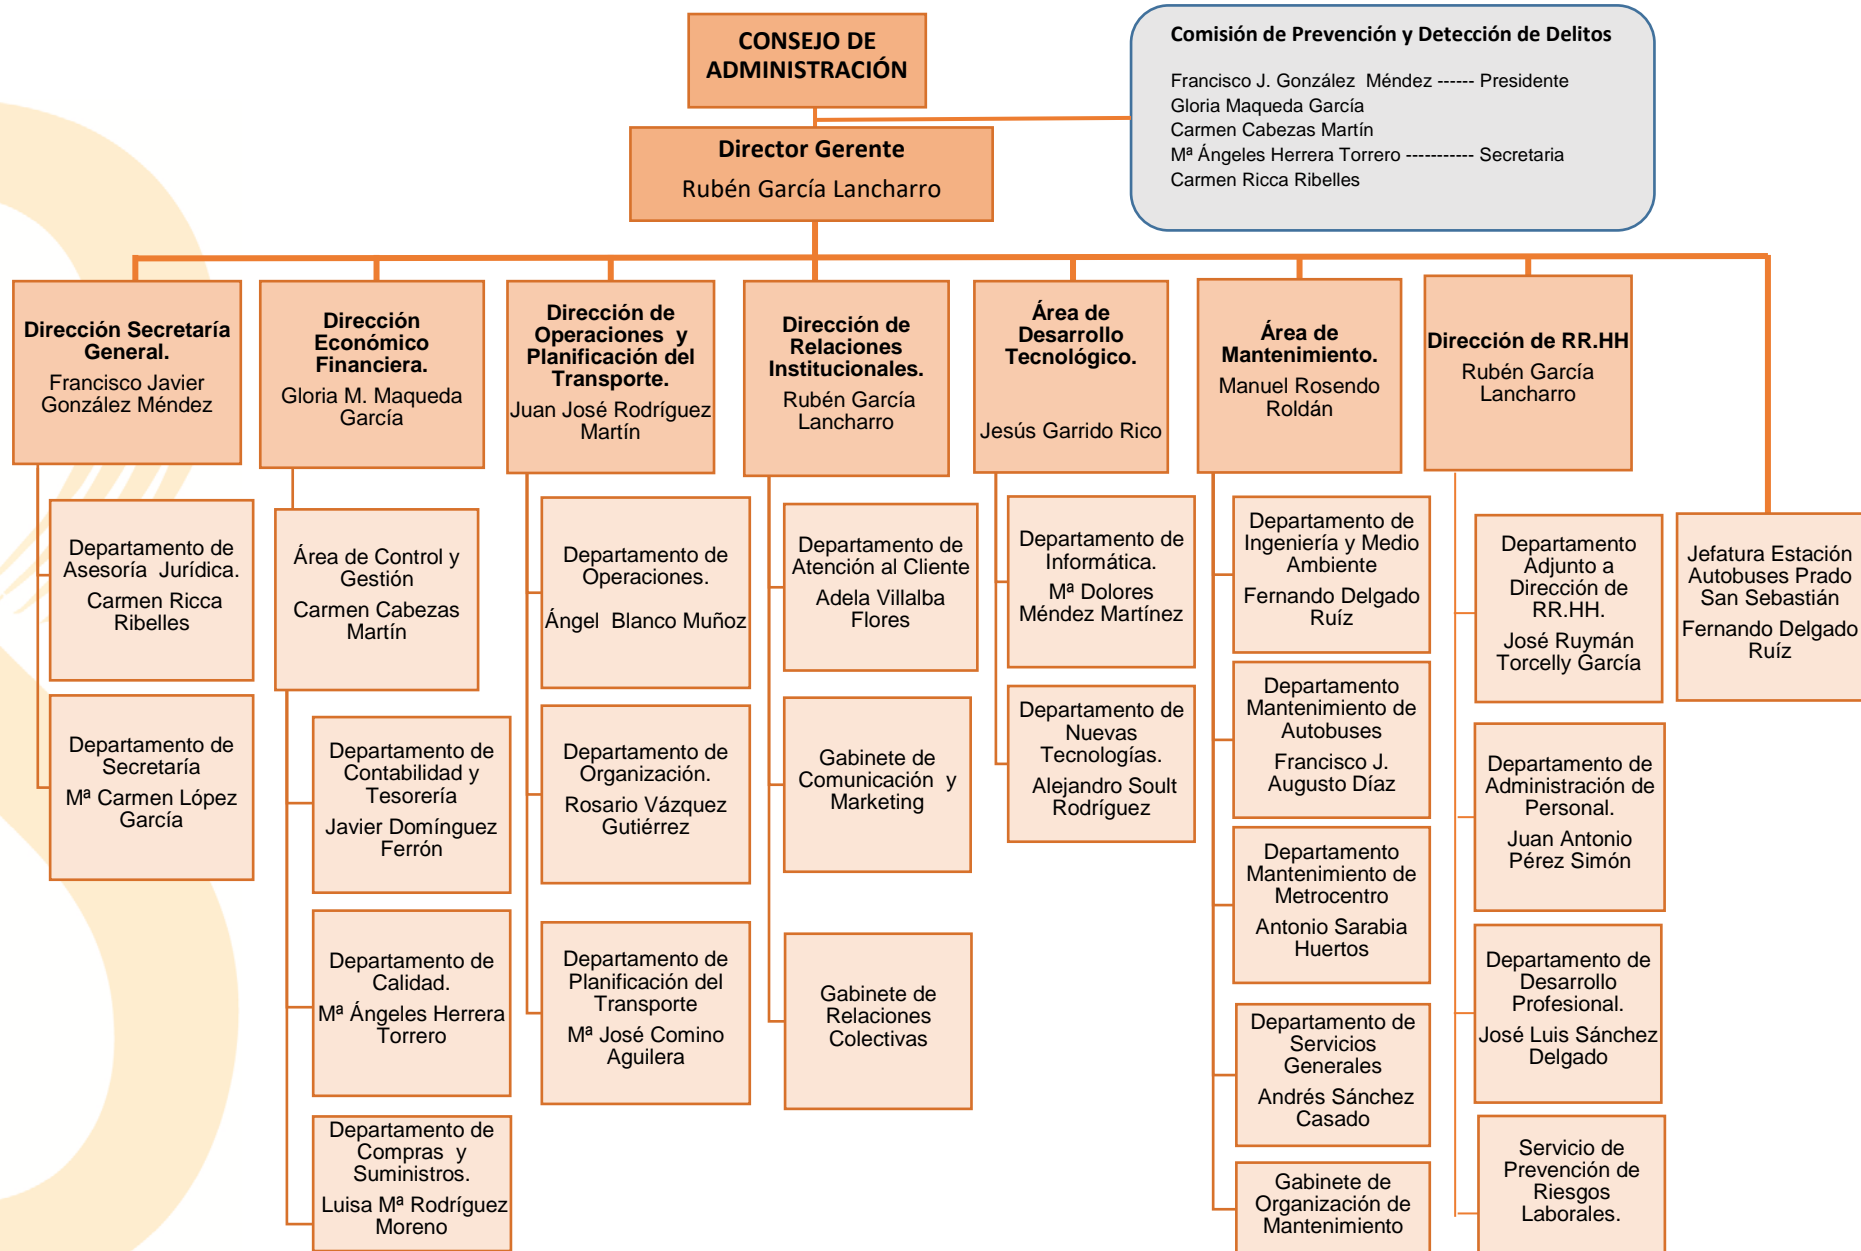 CONSEJO DE
ADMINISTRACIÓN
Comisión de Prevención y Detección de Delitos
Francisco J. González  Méndez ------ Presidente
Gloria Maqueda García
Carmen Cabezas Martín
Mª Ángeles Herrera Torrero ----------- Secretaria
Carmen Ricca Ribelles
Director Gerente
Rubén García Lancharro
Dirección Secretaría
General.
Francisco Javier
González Méndez
Dirección
Económico
Financiera.
Gloria M. Maqueda
García
Dirección de
Operaciones  y
Planificación del
Transporte.
Juan José Rodríguez
Martín
Dirección de
Relaciones
Institucionales.
Rubén García
Lancharro
Área de
Desarrollo
Tecnológico.
Jesús Garrido Rico
Área de
Mantenimiento.
Manuel Rosendo
Roldán
Dirección de RR.HH
Rubén García
Lancharro
Departamento de
Asesoría  Jurídica.
Carmen Ricca
Ribelles
Departamento de
Secretaría
Mª Carmen López
García
Área de Control y
Gestión
Carmen Cabezas
Martín
Departamento de
Contabilidad y
Tesorería
Javier Domínguez
Ferrón
Departamento de
Calidad.
Mª Ángeles Herrera
Torrero
Departamento de
Compras  y
Suministros.
Luisa Mª Rodríguez
Moreno
Departamento de
Operaciones.
Ángel  Blanco Muñoz
Departamento de
Organización.
Rosario Vázquez
Gutiérrez
Departamento de
Planificación del
Transporte
Mª José Comino
Aguilera
Departamento de
Atención al Cliente
Adela Villalba
Flores
Gabinete de
Comunicación  y
Marketing
Gabinete de
Relaciones
Colectivas
Departamento de
Informática.
Mª Dolores
Méndez Martínez
Departamento de
Nuevas
Tecnologías.
Alejandro Soult
Rodríguez
Departamento de
Ingeniería y Medio
Ambiente
Fernando Delgado
Ruíz
Departamento
Mantenimiento de
Autobuses
Francisco J.
Augusto Díaz
Departamento
Mantenimiento de
Metrocentro
Antonio Sarabia
Huertos
Departamento de
Servicios
Generales
Andrés Sánchez
Casado
Gabinete de
Organización de
Mantenimiento
Departamento
Adjunto a
Dirección de
RR.HH.
José Ruymán
Torcelly García
Departamento de
Administración de
Personal.
Juan Antonio
Pérez Simón
Departamento de
Desarrollo
Profesional.
José Luis Sánchez
Delgado
Servicio de
Prevención de
Riesgos
Laborales.
Jefatura Estación
Autobuses Prado
San Sebastián
Fernando Delgado
Ruíz